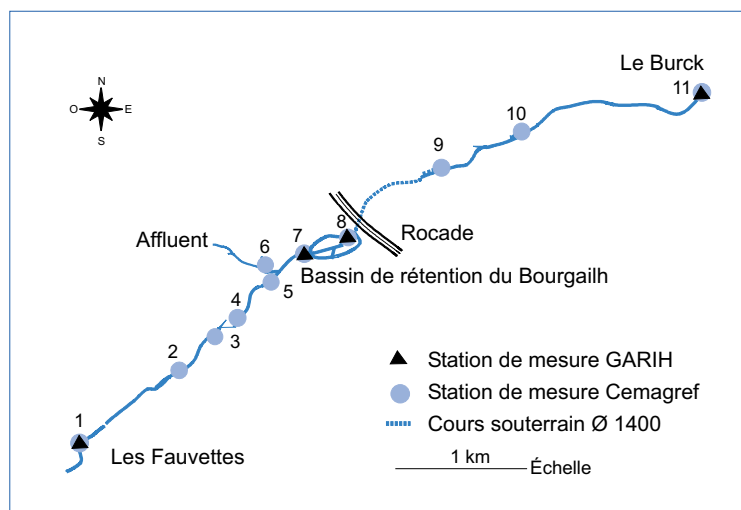 Le Burck
11
N
O
E
S
10
9
8
Rocade
Affluent
7
6
Bassin de rétention du Bourgailh
5
4
3
2
Station de mesure GARIH
Station de mesure Cemagref
Cours souterrain Ø 1400
1
Les Fauvettes
1 km
Échelle